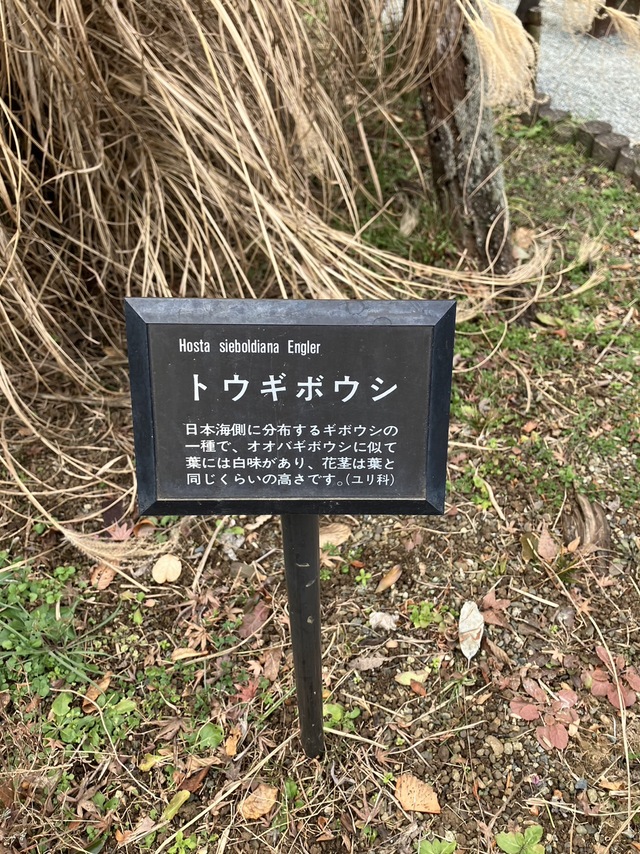 Hosta sieboldiana Engler
トウギボウシ
日本海側に分布するギボウシの
一種で、オオバギボウシに似て
葉には白味があり、花茎は葉と
同じくらいの高さです。(ユリ科)